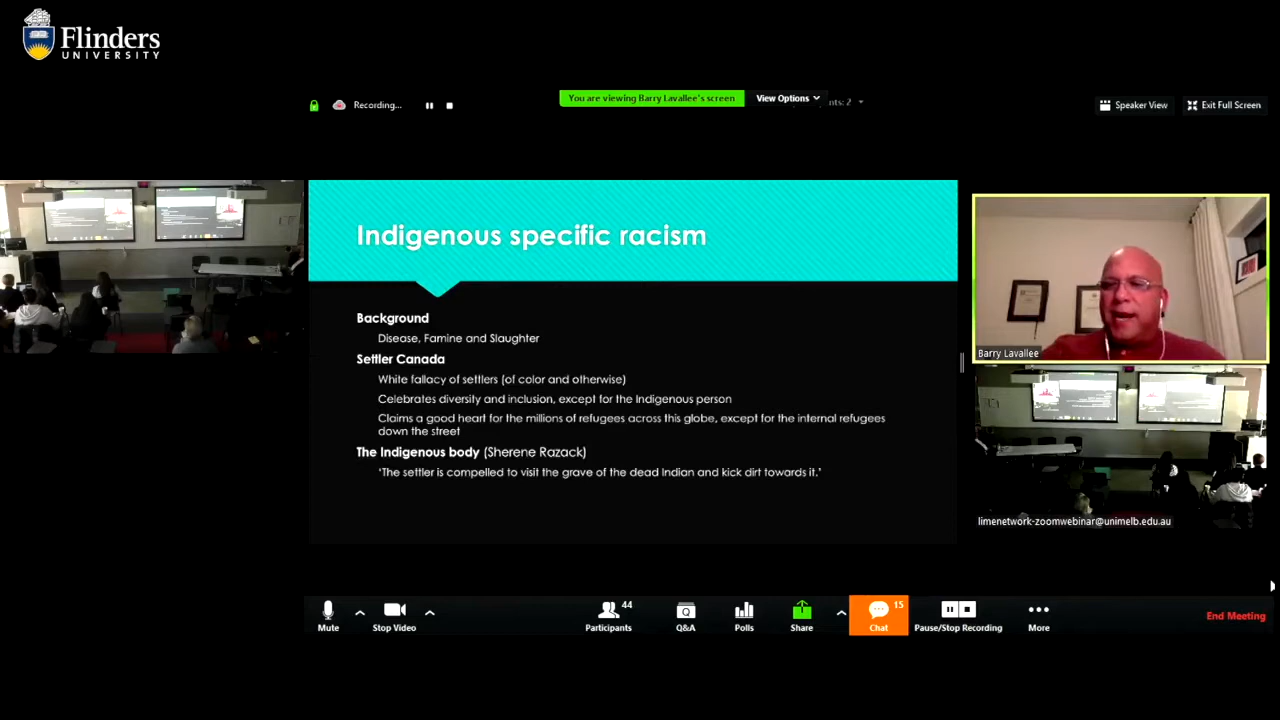 Flinders
UNIVERSITY
Recording...
You are viewing Barry Lavallee's screen
View Options
nts: 2
Speaker View
Exit Full Screen
Indigenous specific racism
Background
Disease, Famine and Slaughter
Settler Canada
White fallacy of settlers (of color and otherwise)
Celebrates diversity and inclusion, except for the Indigenous person
Claims a good heart for the millions of refugees across this globe, except for the internal refugees
down the street
The Indigenous body (Sherene Razack)
'The settler is compelled to visit the grave of the dead Indian and kick dirt towards it.'
Barry Lavallee
limenetwork-zoomwebinar@unimelb.edu.au
Mute
Stop Video
44
Participants
Q&A
Polls
Share
15
Chat
Pause/Stop Recording
More
End Meeting